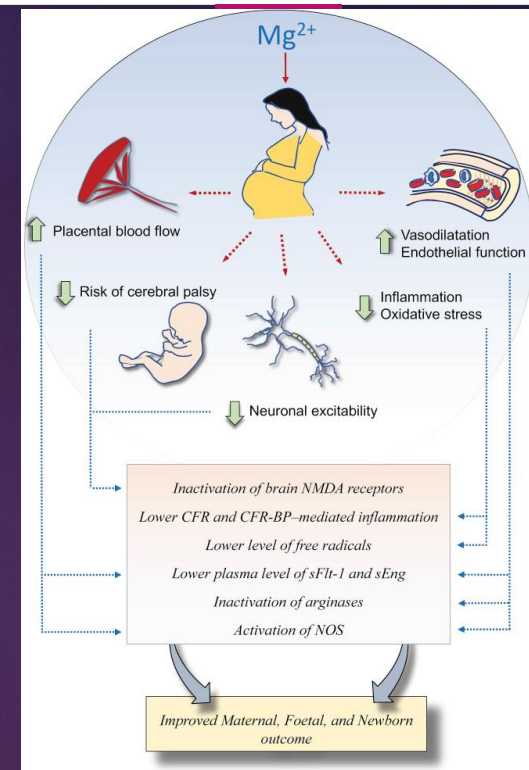 Mg2+
Placental blood flow
Vasodilatation
Endothelial function
Risk of cerebral palsy
Inflammation
Oxidative stress
Neuronal excitability
Inactivation of brain NMDA receptors
Lower CFR and CFR-BP–mediated inflammation
Lower level of free radicals
Lower plasma level of sFlt-1 and sEng
Inactivation of arginases
Activation of NOS
Improved Maternal, Foetal, and Newborn
outcome